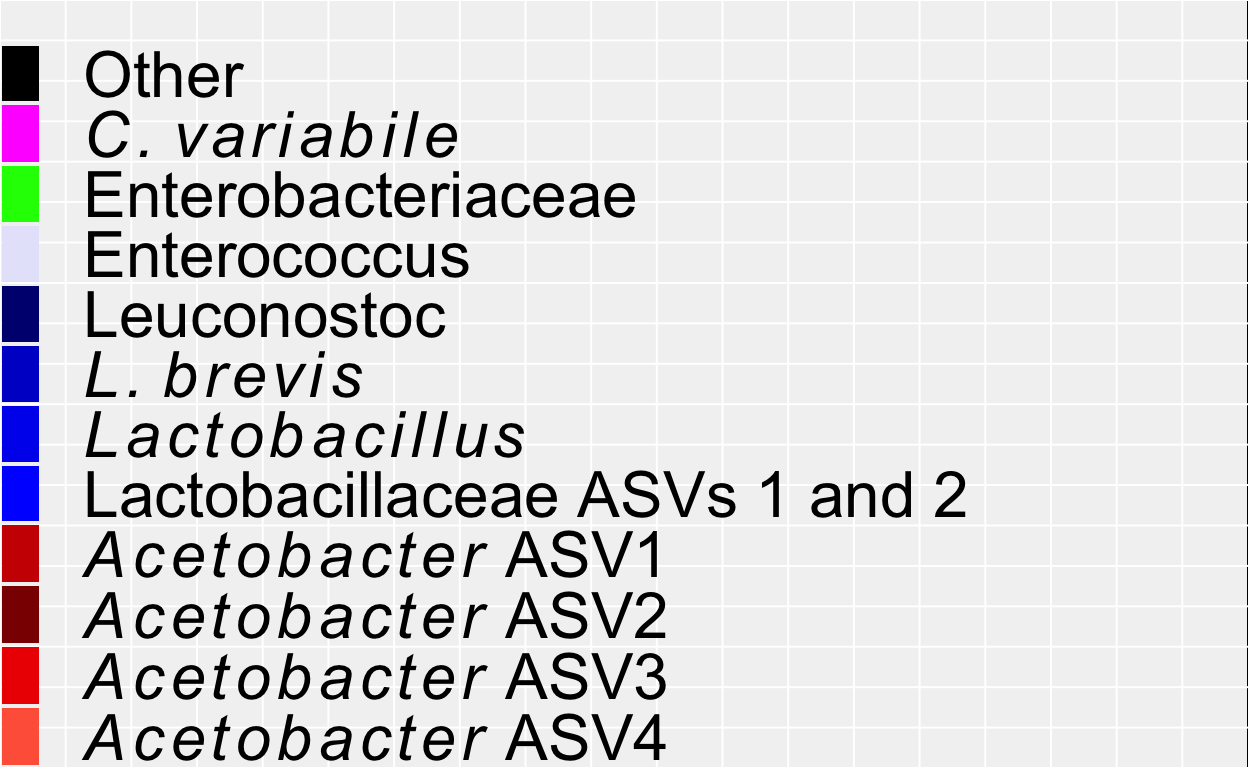 Other
C. variabile
Enterobacteriaceae
Enterococcus
Leuconostoc
L. brevis
Lactobacillus
Lactobacillaceae ASVs 1 and 2
Acetobacter ASV1
Acetobacter ASV2
Acetobacter ASV3
Acetobacter ASV4